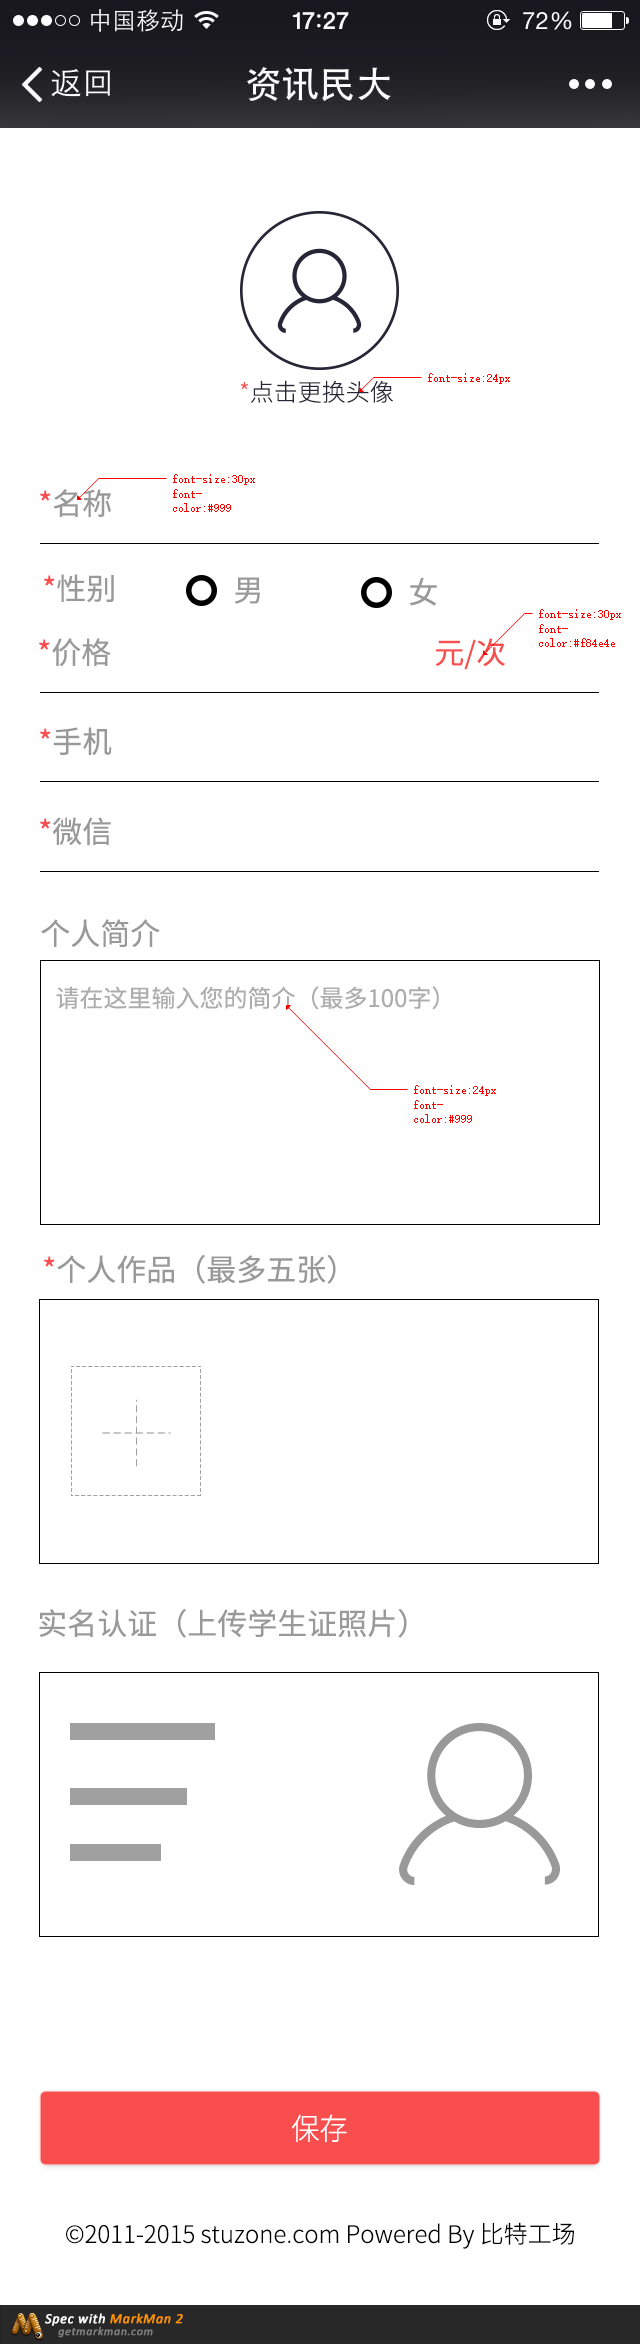 中国移动 17:27 72%
返回 资讯民大
*点击更换头像
font-size:24px
*名称
font-size:30px
font-
color:#999
*性别 男 女
*价格 元/次
font-size:30px
font-
color:#f84e4e
*手机
*微信
个人简介
请在这里输入您的简介（最多100字）
font-size:24px
font-
color:#999
*个人作品（最多五张）
实名认证（上传学生证照片）
保存
©2011-2015 stuzone.com Powered By 比特工场
Spec with MarkMan 2
getmarkman.com